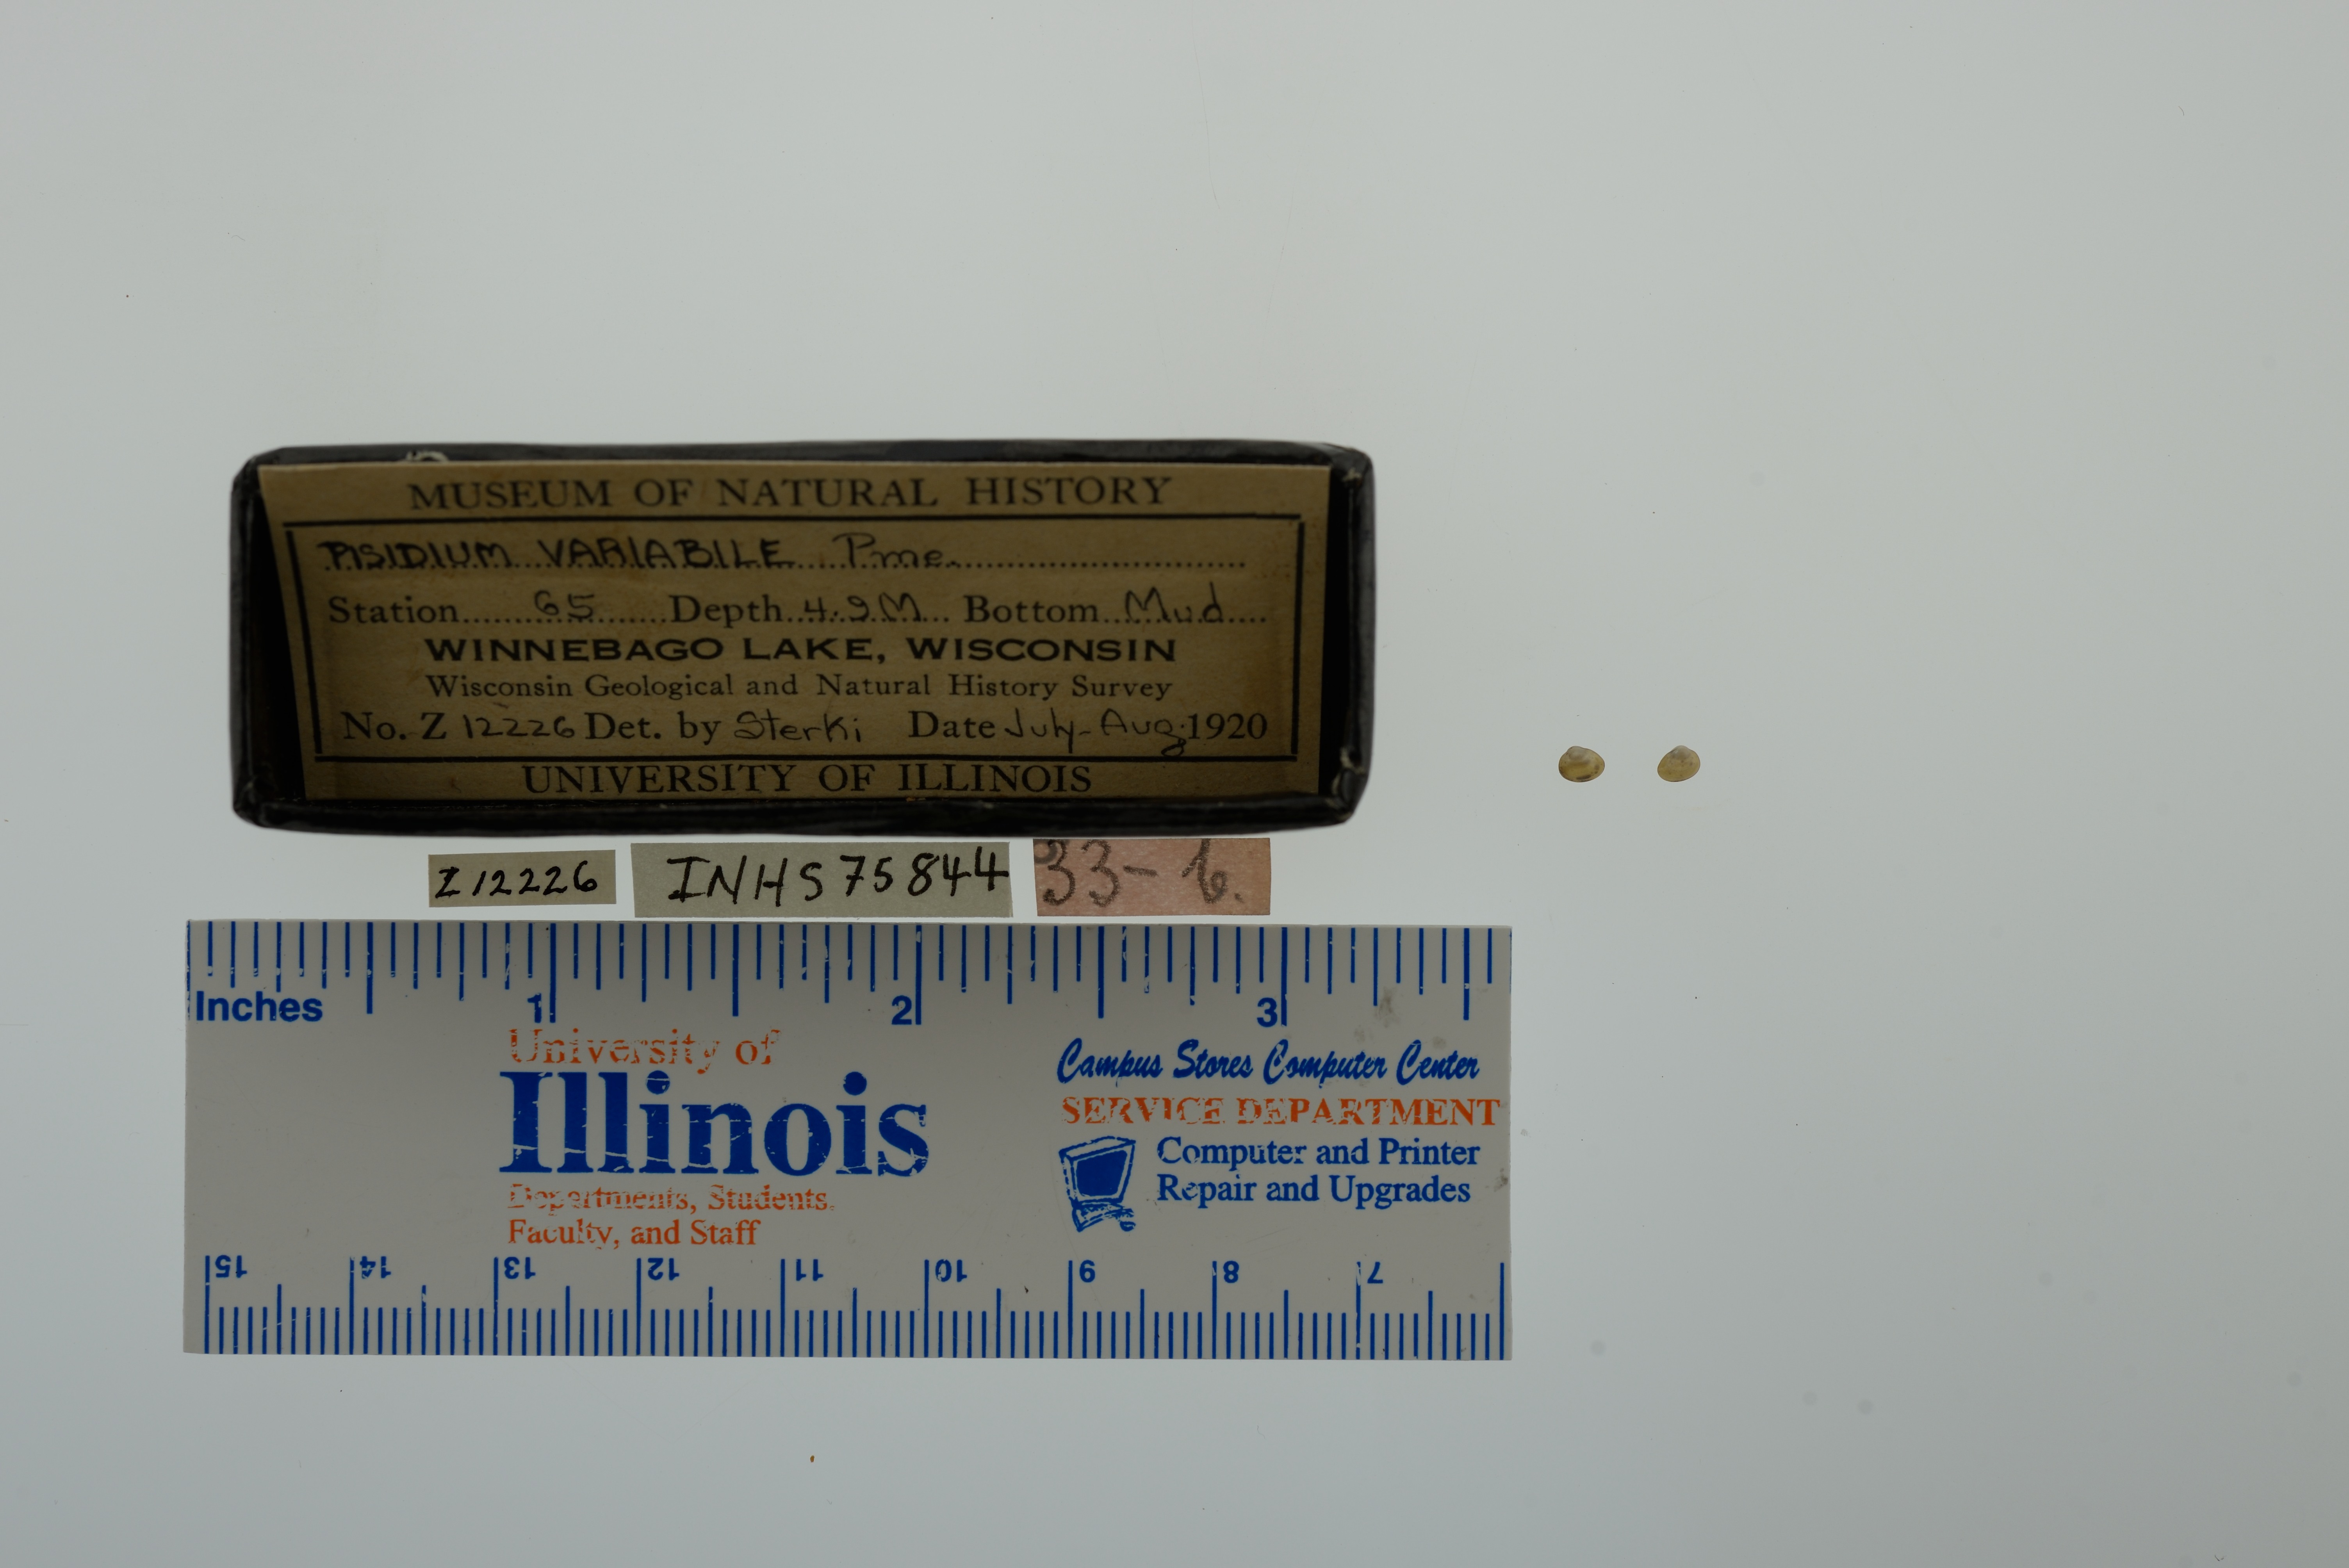 MUSEUM OF NATURAL HISTORY
PISIDIUM VARIABILE Pme.
Station 65 Depth 4.9M Bottom Mud
WINNEBAGO LAKE, WISCONSIN
Wisconsin Geological and Natural History Survey
No. Z 12226 Det. by Sterki Date July-Aug. 1920
UNIVERSITY OF ILLINOIS
Z12226
INHS75844
33-b.
Inches 1 2 3
University of
Illinois
Departments, Students,
Faculty, and Staff
Campus Stores Computer Center
SERVICE DEPARTMENT
Computer and Printer
Repair and Upgrades
15 14 13 12 11 10 9 8 7